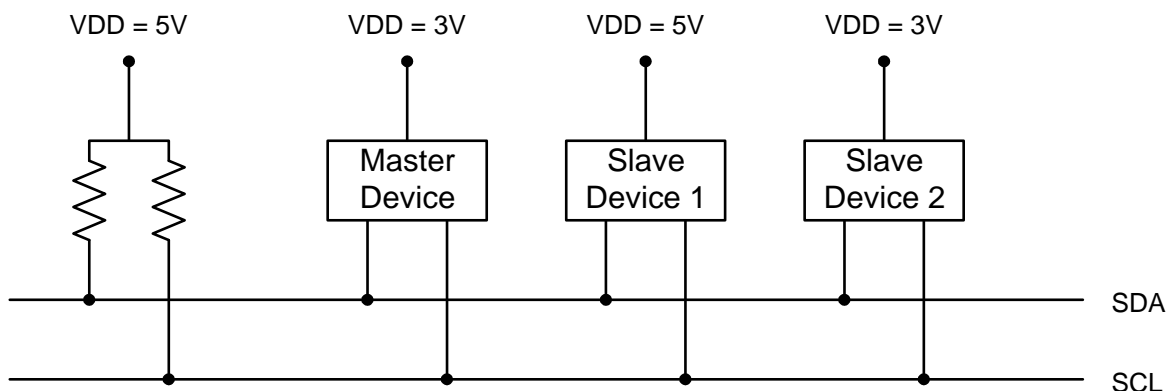 VDD = 5V
VDD = 3V
VDD = 5V
VDD = 3V
Master
Device
Slave
Device 1
Slave
Device 2
SDA
SCL